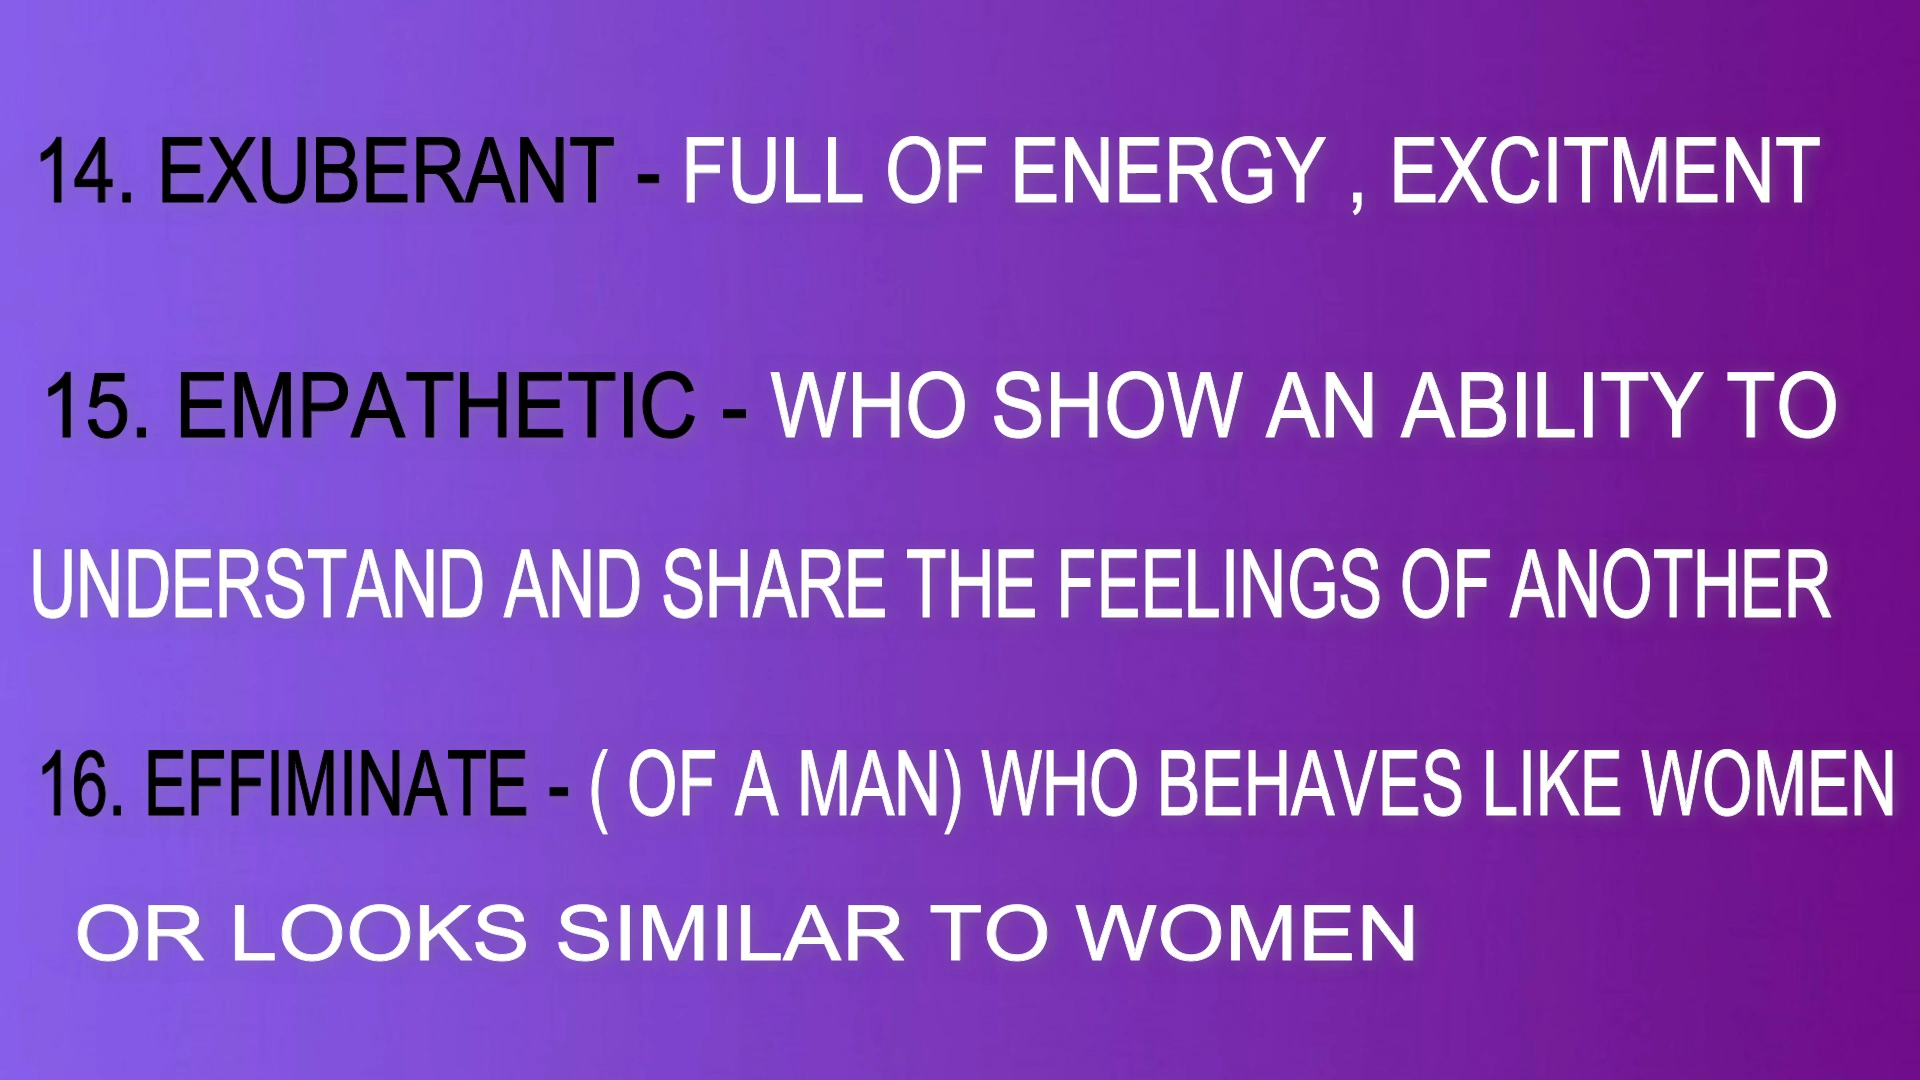 14. EXUBERANT - FULL OF ENERGY , EXCITMENT
15. EMPATHETIC - WHO SHOW AN ABILITY TO
UNDERSTAND AND SHARE THE FEELINGS OF ANOTHER
16. EFFIMINATE - ( OF A MAN) WHO BEHAVES LIKE WOMEN
OR LOOKS SIMILAR TO WOMEN